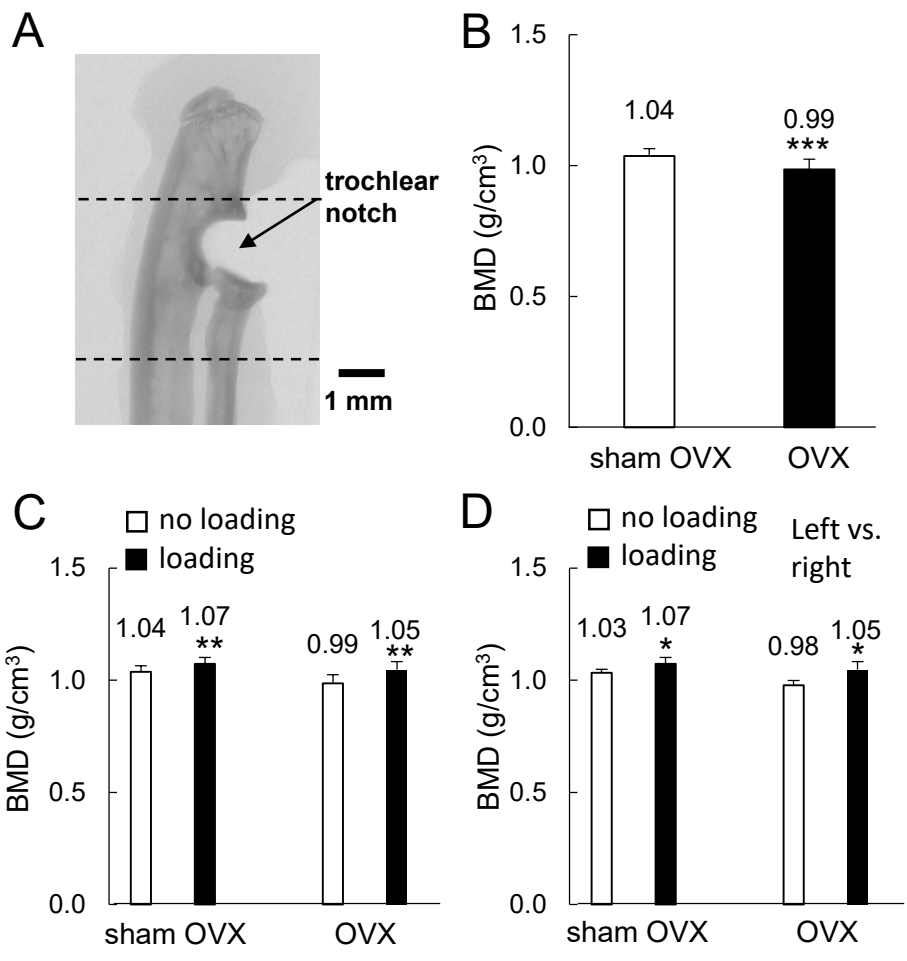 A
trochlear
notch
1 mm
B
BMD (g/cm³)
1.5
1.0
0.5
0.0
1.04
0.99
***
sham OVX
OVX
C
no loading
loading
BMD (g/cm³)
1.5
1.0
0.5
0.0
1.04
1.07
**
0.99
1.05
**
sham OVX
OVX
D
no loading
loading
Left vs.
right
BMD (g/cm³)
1.5
1.0
0.5
0.0
1.03
1.07
*
0.98
1.05
*
sham OVX
OVX